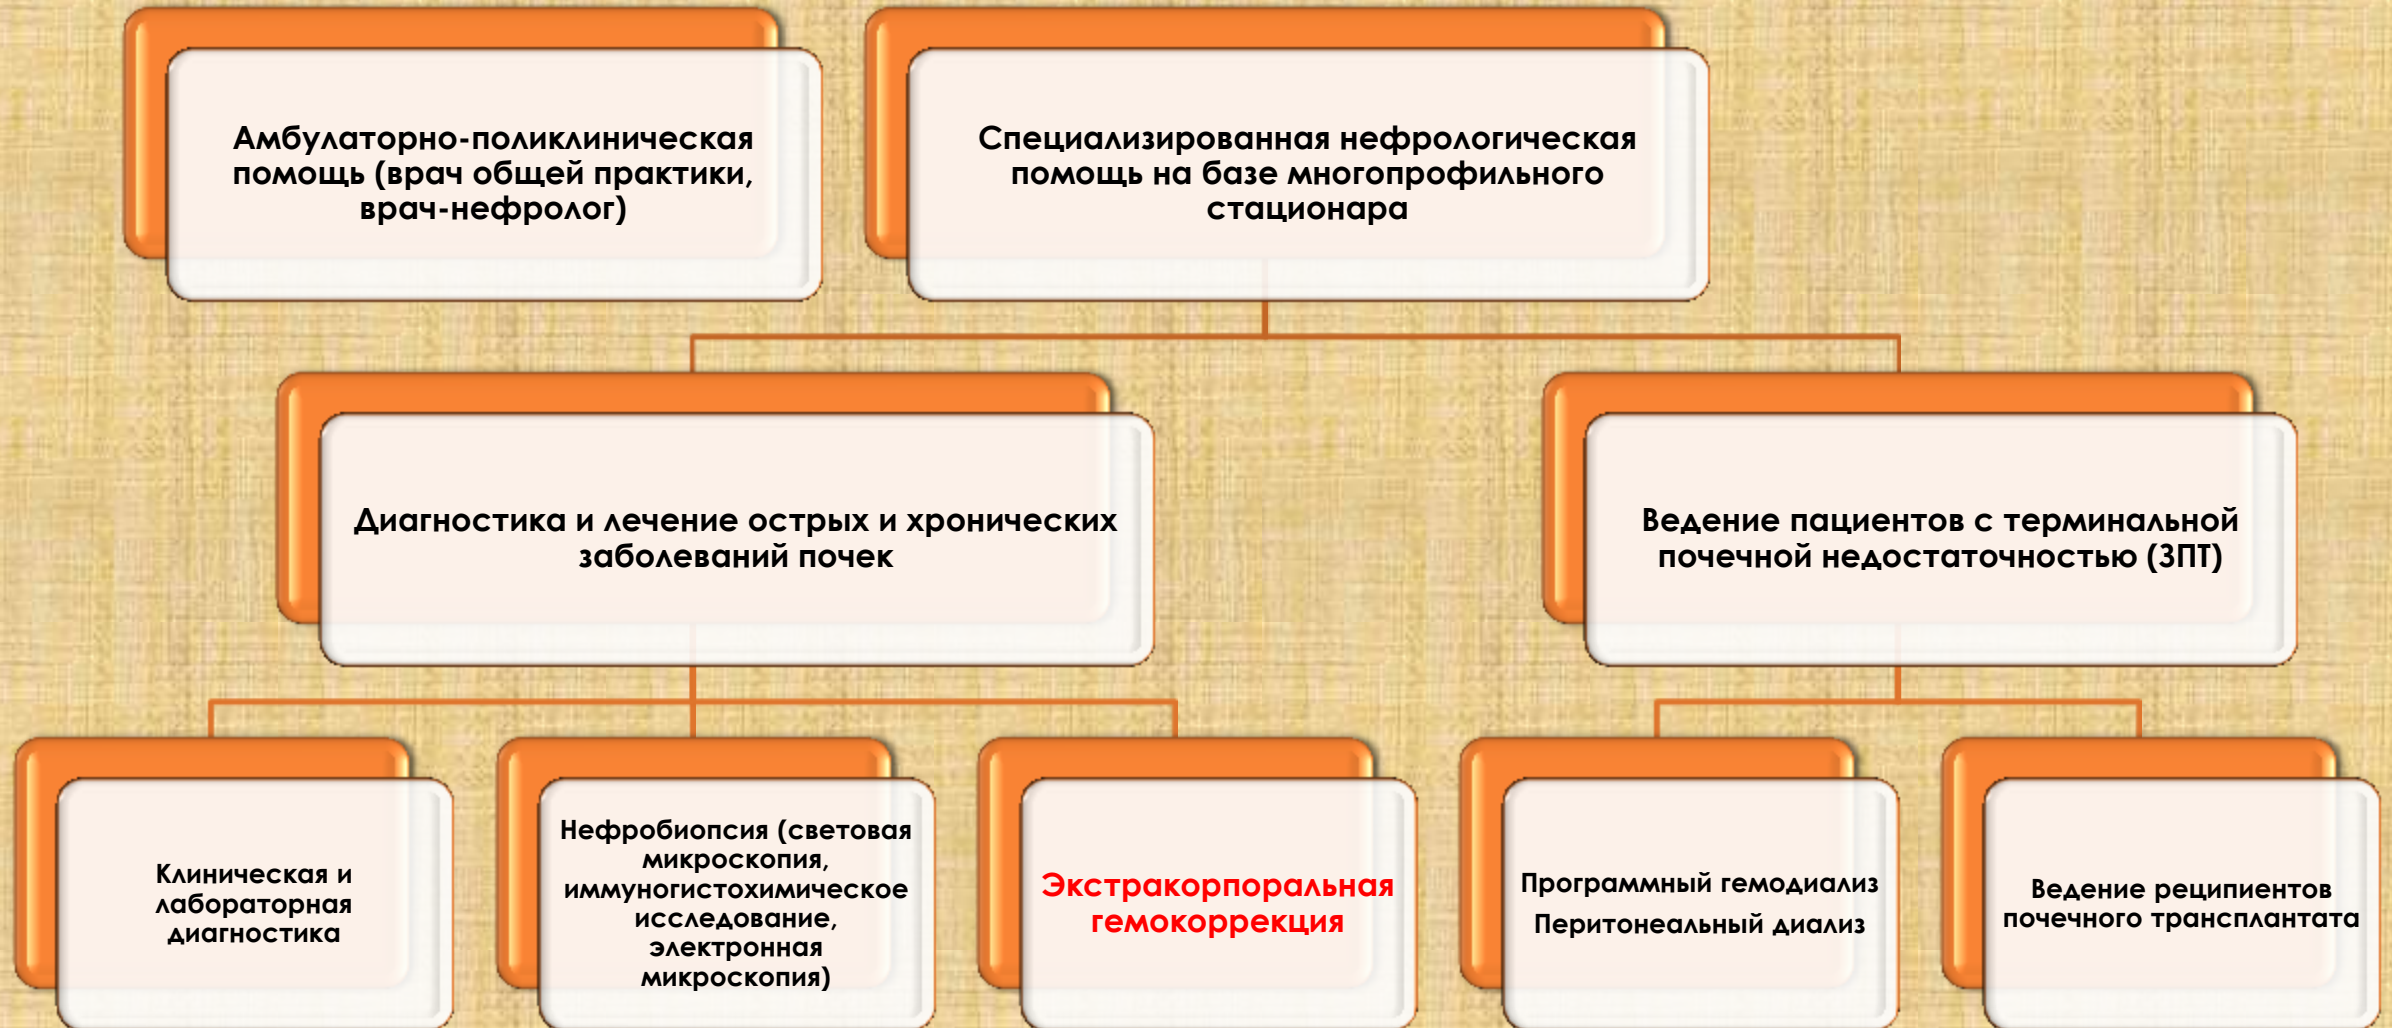 Амбулаторно-поликлиническая
помощь (врач общей практики,
врач-нефролог)
Специализированная нефрологическая
помощь на базе многопрофильного
стационара
Диагностика и лечение острых и хронических
заболеваний почек
Ведение пациентов с терминальной
почечной недостаточностью (ЗПТ)
Клиническая и
лабораторная
диагностика
Нефробиопсия (световая
микроскопия,
иммуногистохимическое
исследование,
электронная
микроскопия)
Экстракорпоральная
гемокоррекция
Программный гемодиализ
Перитонеальный диализ
Ведение реципиентов
почечного трансплантата